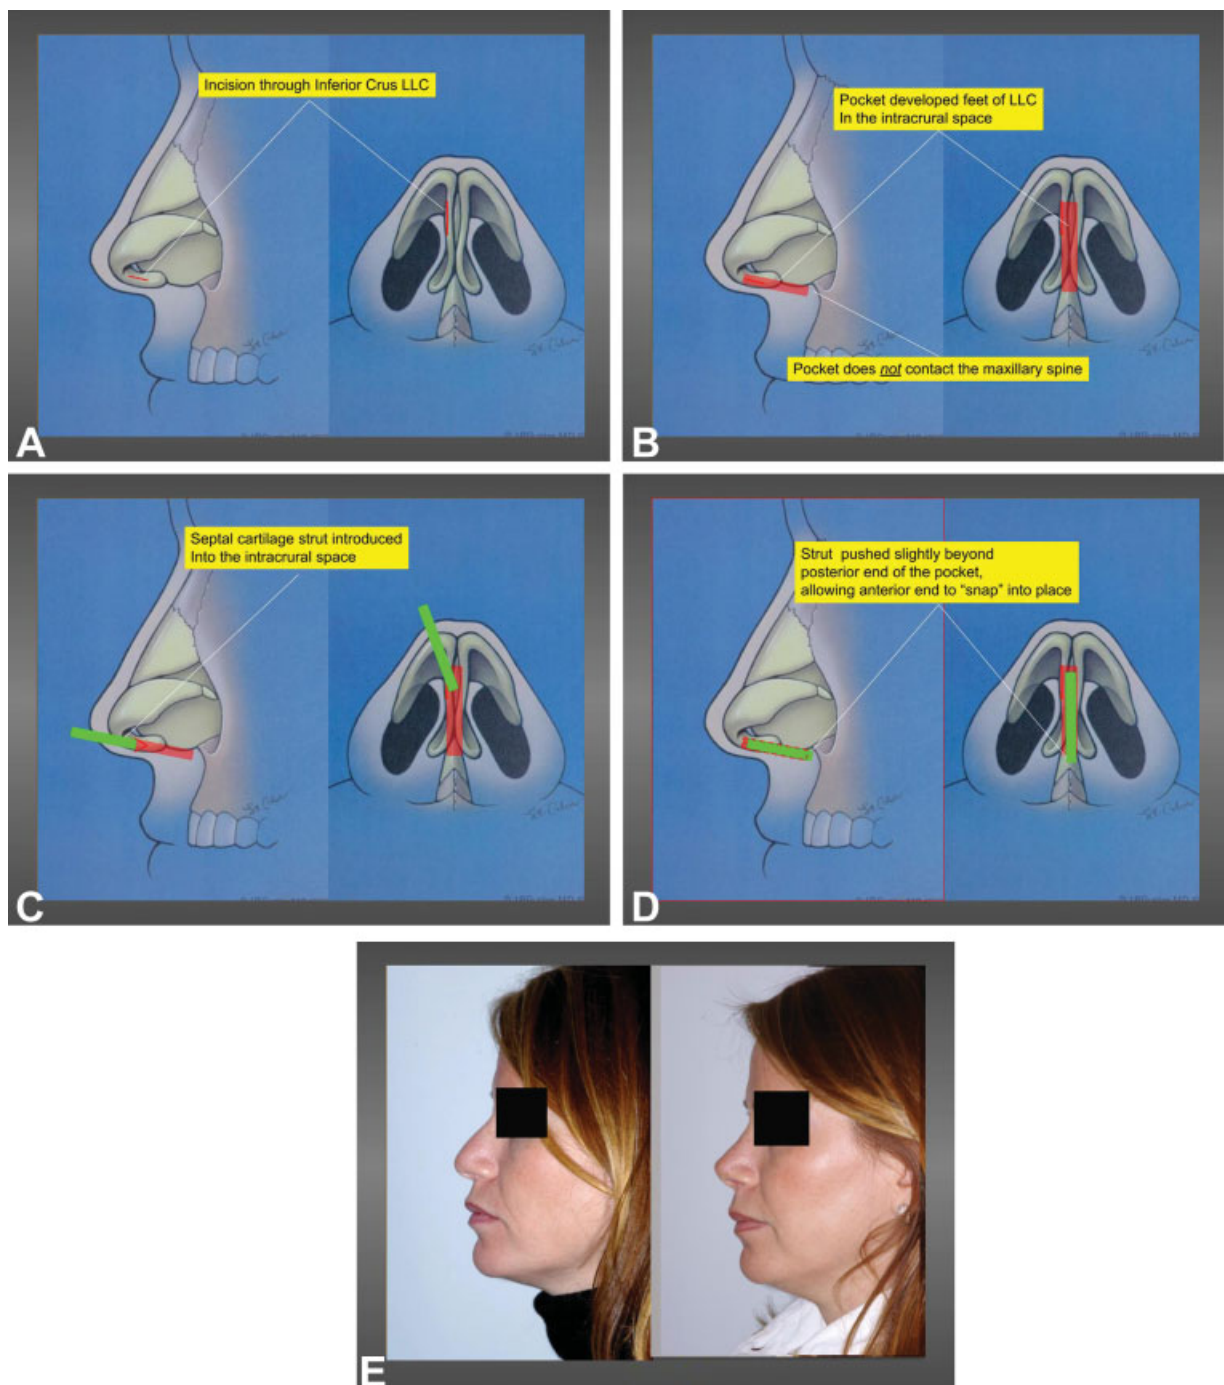 Incision through Inferior Crus LLC
A
Pocket developed feet of LLC
In the intracrural space
Pocket does not contact the maxillary spine
B
Septal cartilage strut introduced
Into the intracrural space
C
Strut pushed slightly beyond
posterior end of the pocket,
allowing anterior end to “snap” into place
D
E